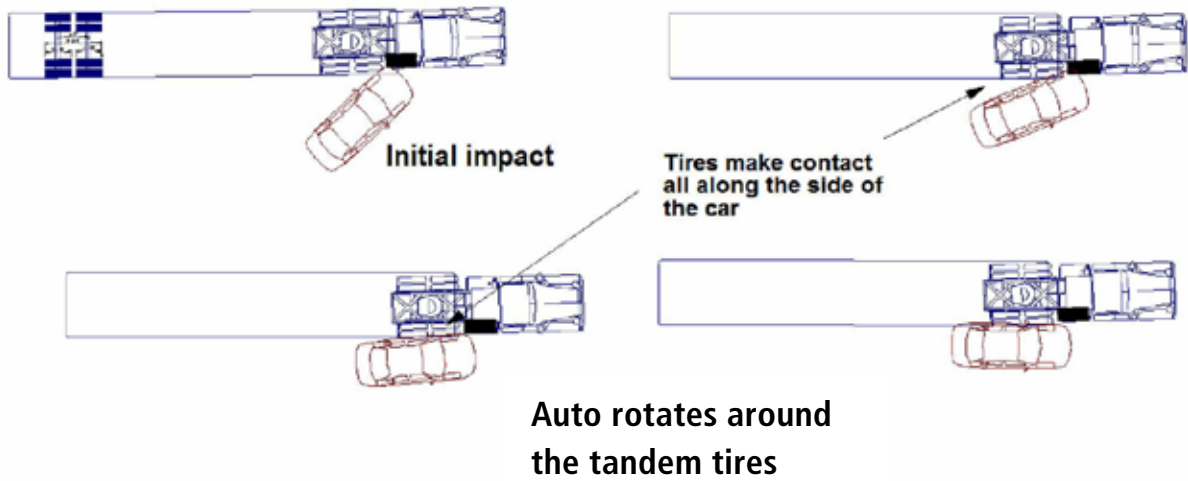 Initial impact
Tires make contact
all along the side of
the car
Auto rotates around
the tandem tires